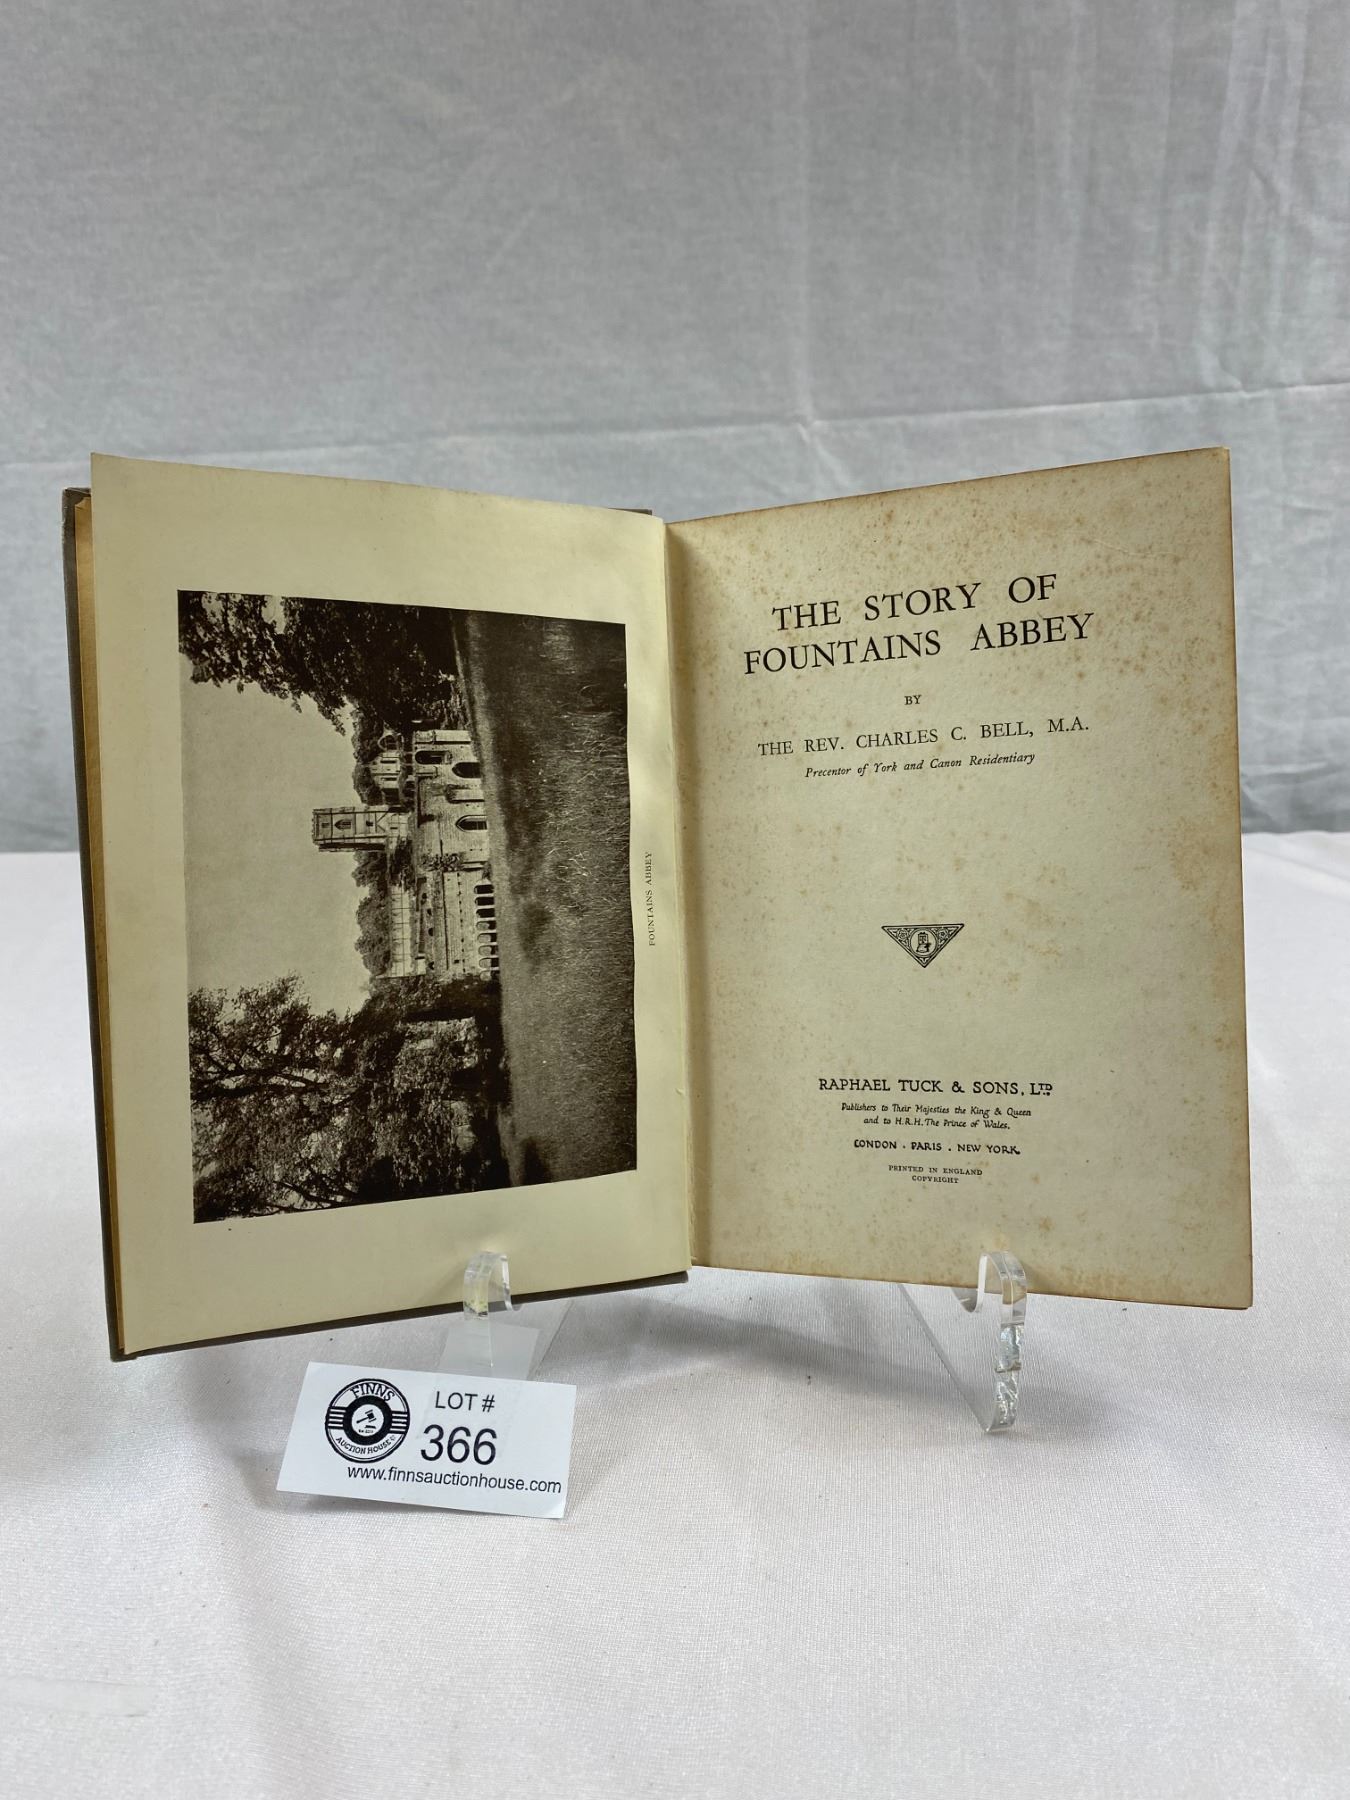 FOUNTAINS ABBEY
THE STORY OF
FOUNTAINS ABBEY
BY
THE REV. CHARLES C. BELL, M.A.
Precentor of York and Canon Residentiary
RAPHAEL TUCK & SONS, LTD.
Publishers to Their Majesties the King & Queen
and to H.R.H. The Prince of Wales.
LONDON . PARIS . NEW YORK.
PRINTED IN ENGLAND
COPYRIGHT
FINNS
AUCTION HOUSE
LOT #
366
www.finnsauctionhouse.com